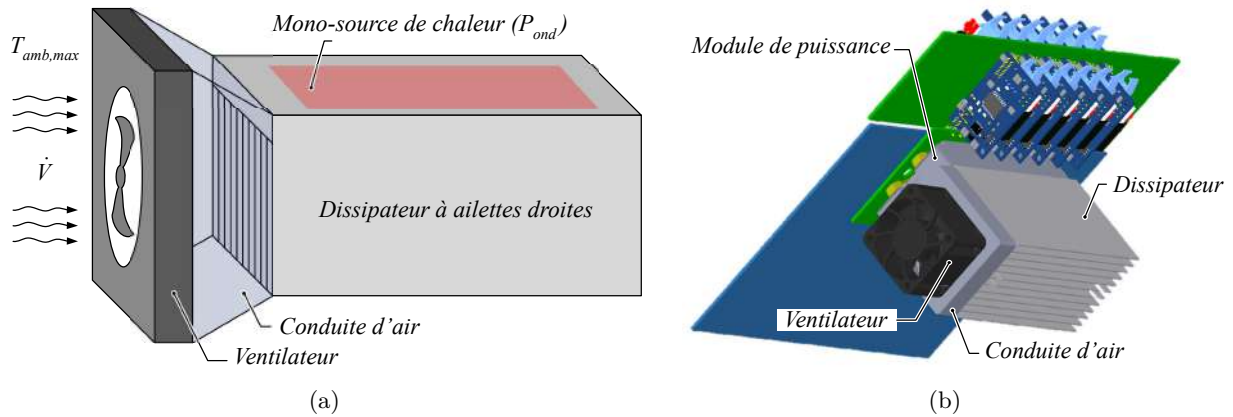 Mono-source de chaleur (P_ond)
T_amb,max
V̇
Dissipateur à ailettes droites
Conduite d'air
Ventilateur
(a)
Module de puissance
Dissipateur
Ventilateur
Conduite d'air
(b)